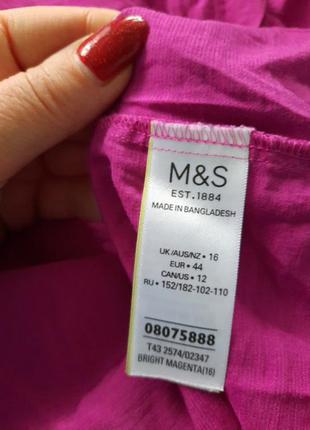 M&S
EST.1884
MADE IN BANGLADESH
UK/AUS/NZ • 16
EUR • 44
CAN/US • 12
RU • 152/182-102-110
08075888
T43 2574/02347
BRIGHT MAGENTA(16)